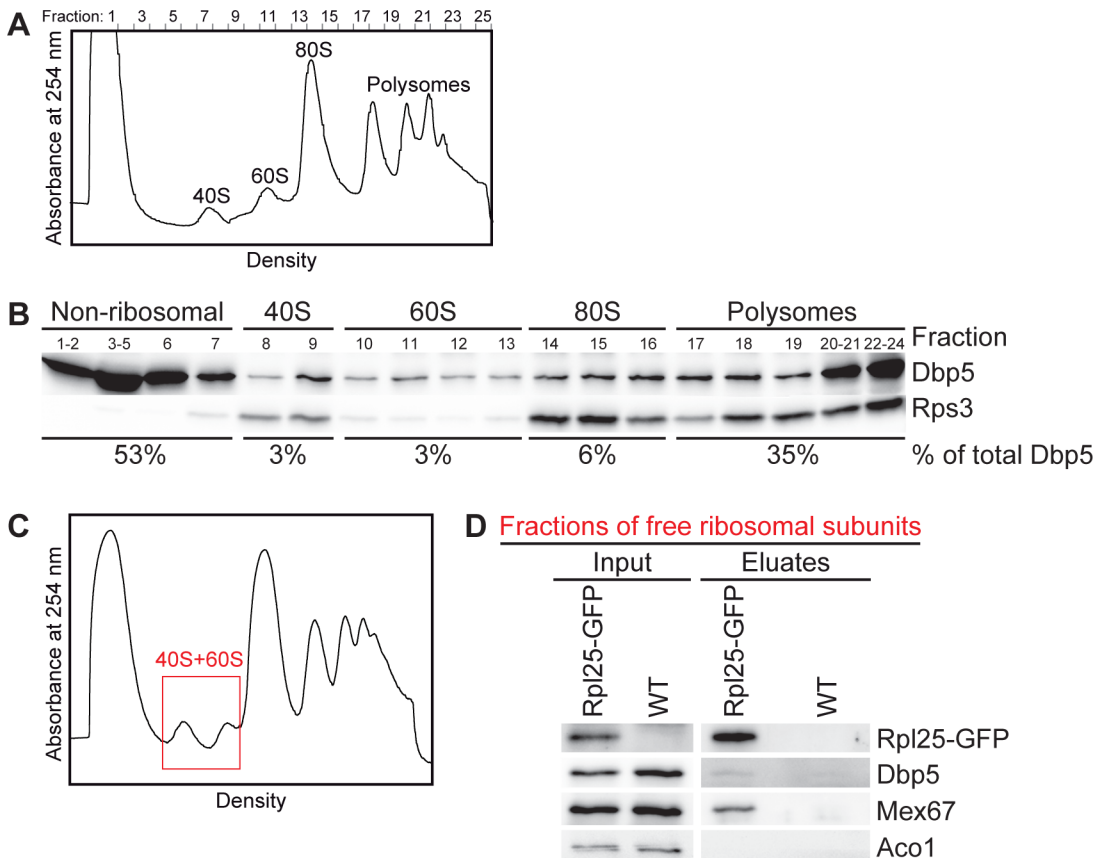 Fraction: 1 3 5 7 9 11 13 15 17 19 21 23 25
A
Absorbance at 254 nm
40S
60S
80S
Polysomes
Density
B
Non-ribosomal 40S 60S 80S Polysomes
1-2 3-5 6 7 8 9 10 11 12 13 14 15 16 17 18 19 20-21 22-24 Fraction
Dbp5
Rps3
53% 3% 3% 6% 35% % of total Dbp5
C
Absorbance at 254 nm
40S+60S
Density
D Fractions of free ribosomal subunits
Input Eluates
Rpl25-GFP WT Rpl25-GFP WT
Rpl25-GFP
Dbp5
Mex67
Aco1